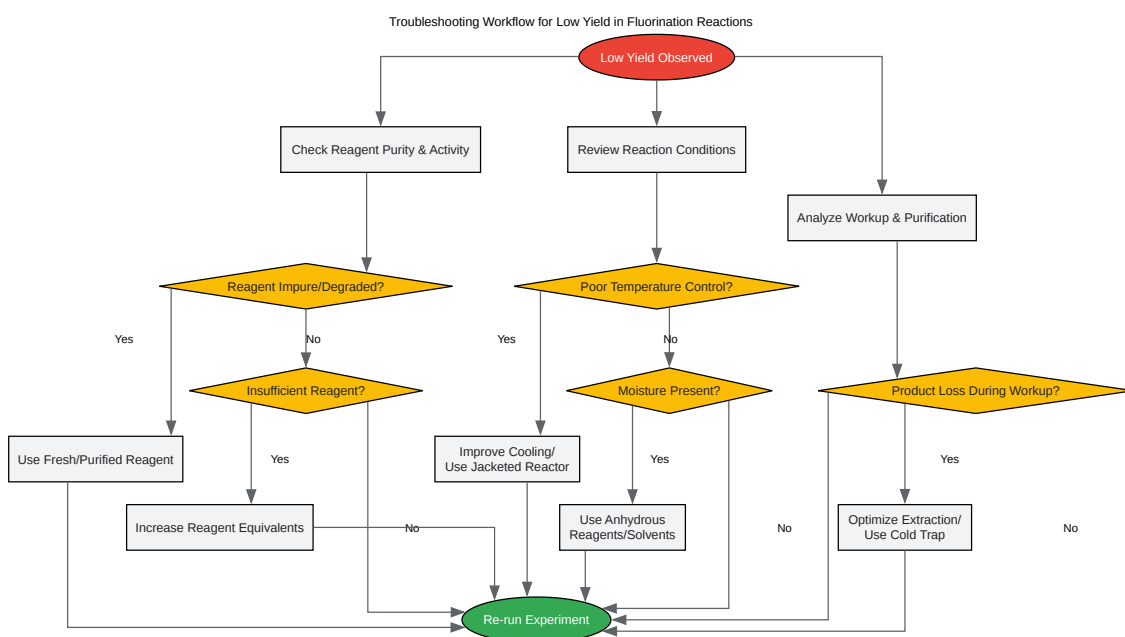 Troubleshooting Workflow for Low Yield in Fluorination Reactions
Low Yield Observed
Check Reagent Purity & Activity
Review Reaction Conditions
Analyze Workup & Purification
Reagent Impure/Degraded?
Poor Temperature Control?
Yes
No
Yes
No
Insufficient Reagent?
Moisture Present?
Product Loss During Workup?
Use Fresh/Purified Reagent
Yes
Improve Cooling/
Use Jacketed Reactor
Yes
Yes
Increase Reagent Equivalents
No
Use Anhydrous
Reagents/Solvents
No
Optimize Extraction/
Use Cold Trap
No
Re-run Experiment